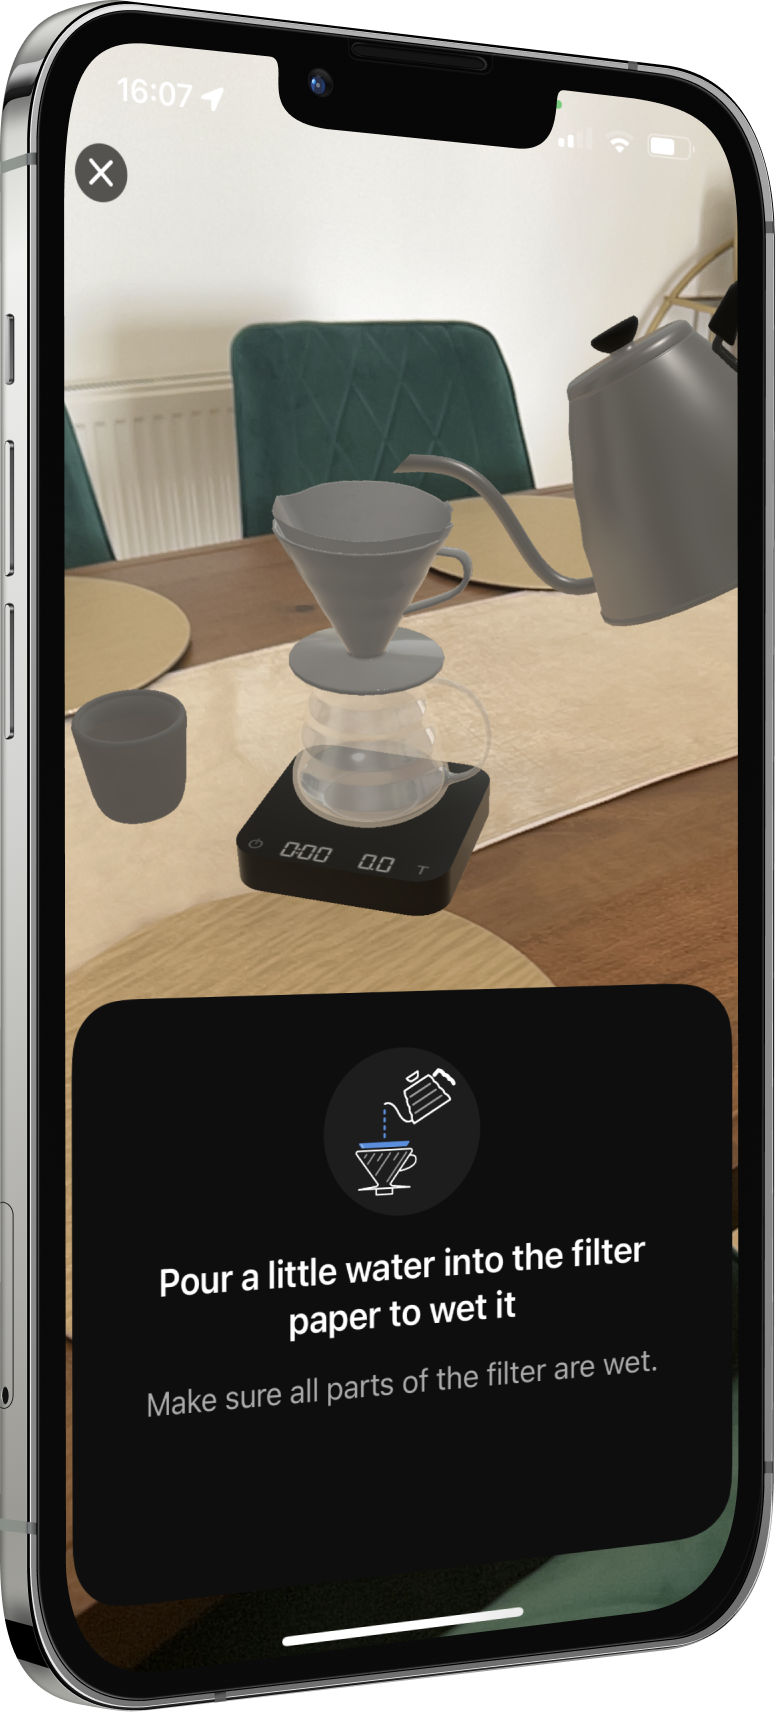 16:07
0:00 0.0 T
Pour a little water into the filter
paper to wet it
Make sure all parts of the filter are wet.